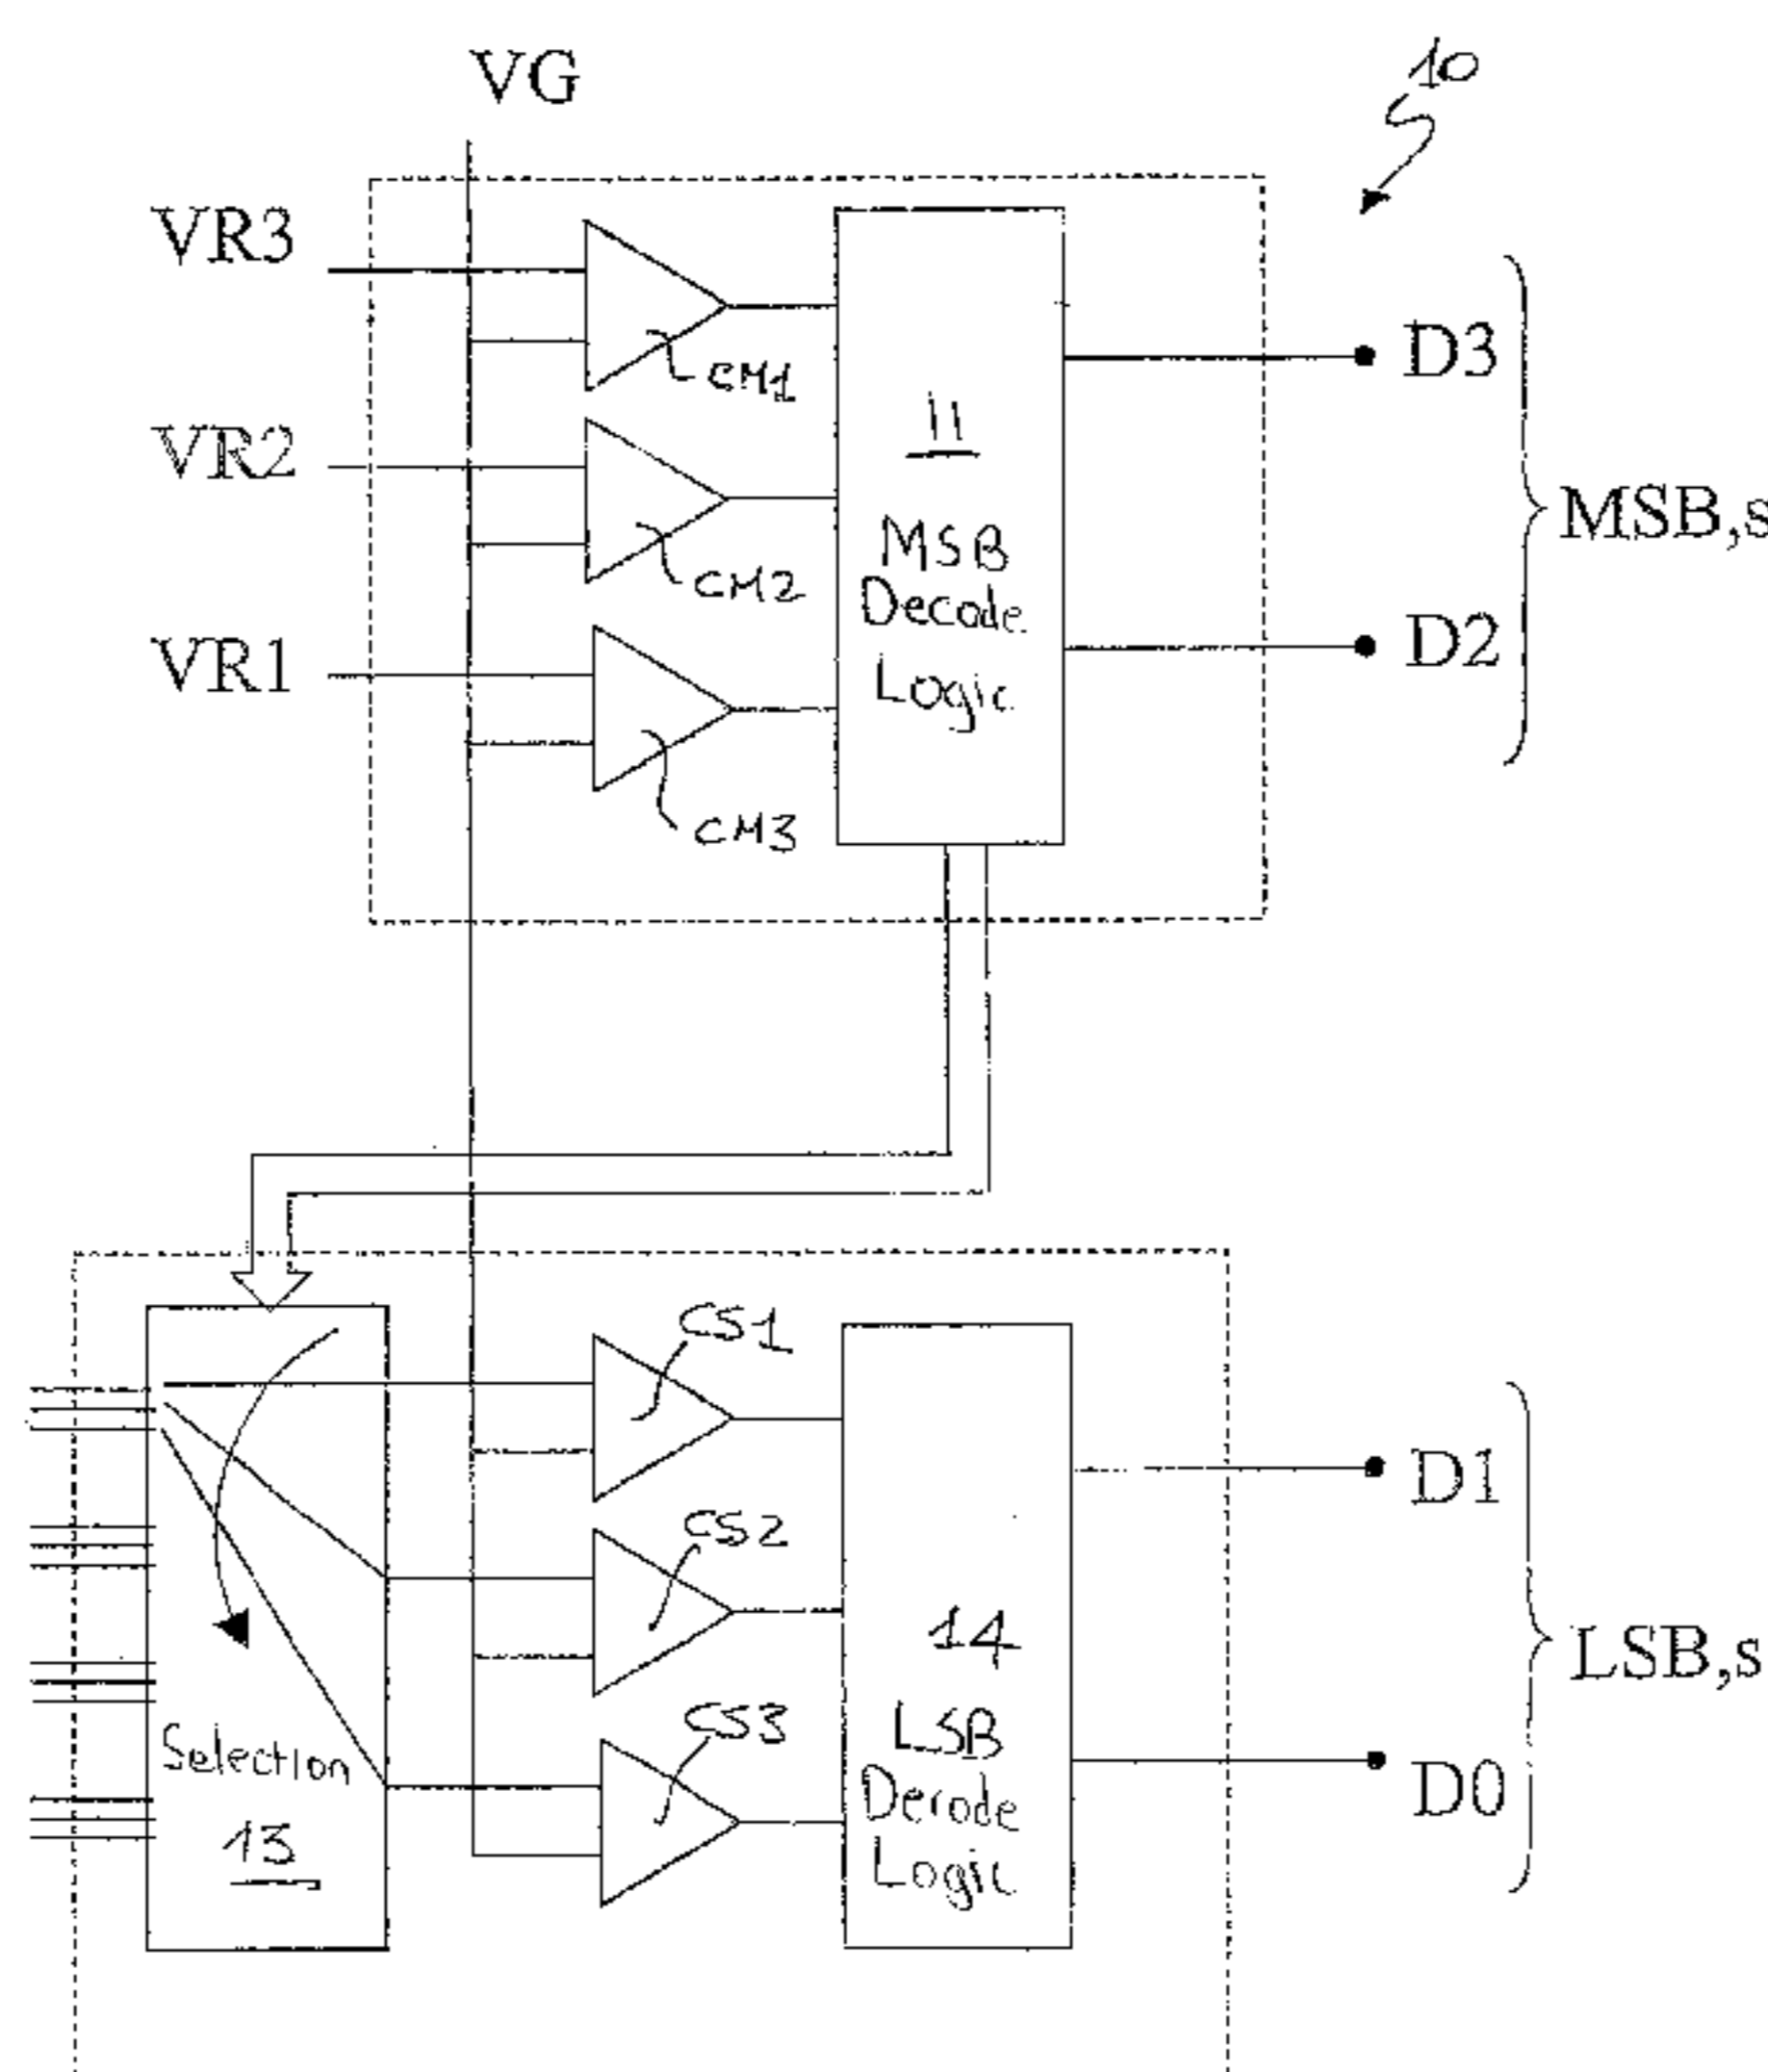 VG
10
VR3
CM1
D3
VR2
11
MSB,s
MSB
Decode
Logic
CM2
D2
VR1
CM3
CS1
D1
CS2
14
LSB,s
LSB
Decode
Logic
CS3
Selection
13
D0